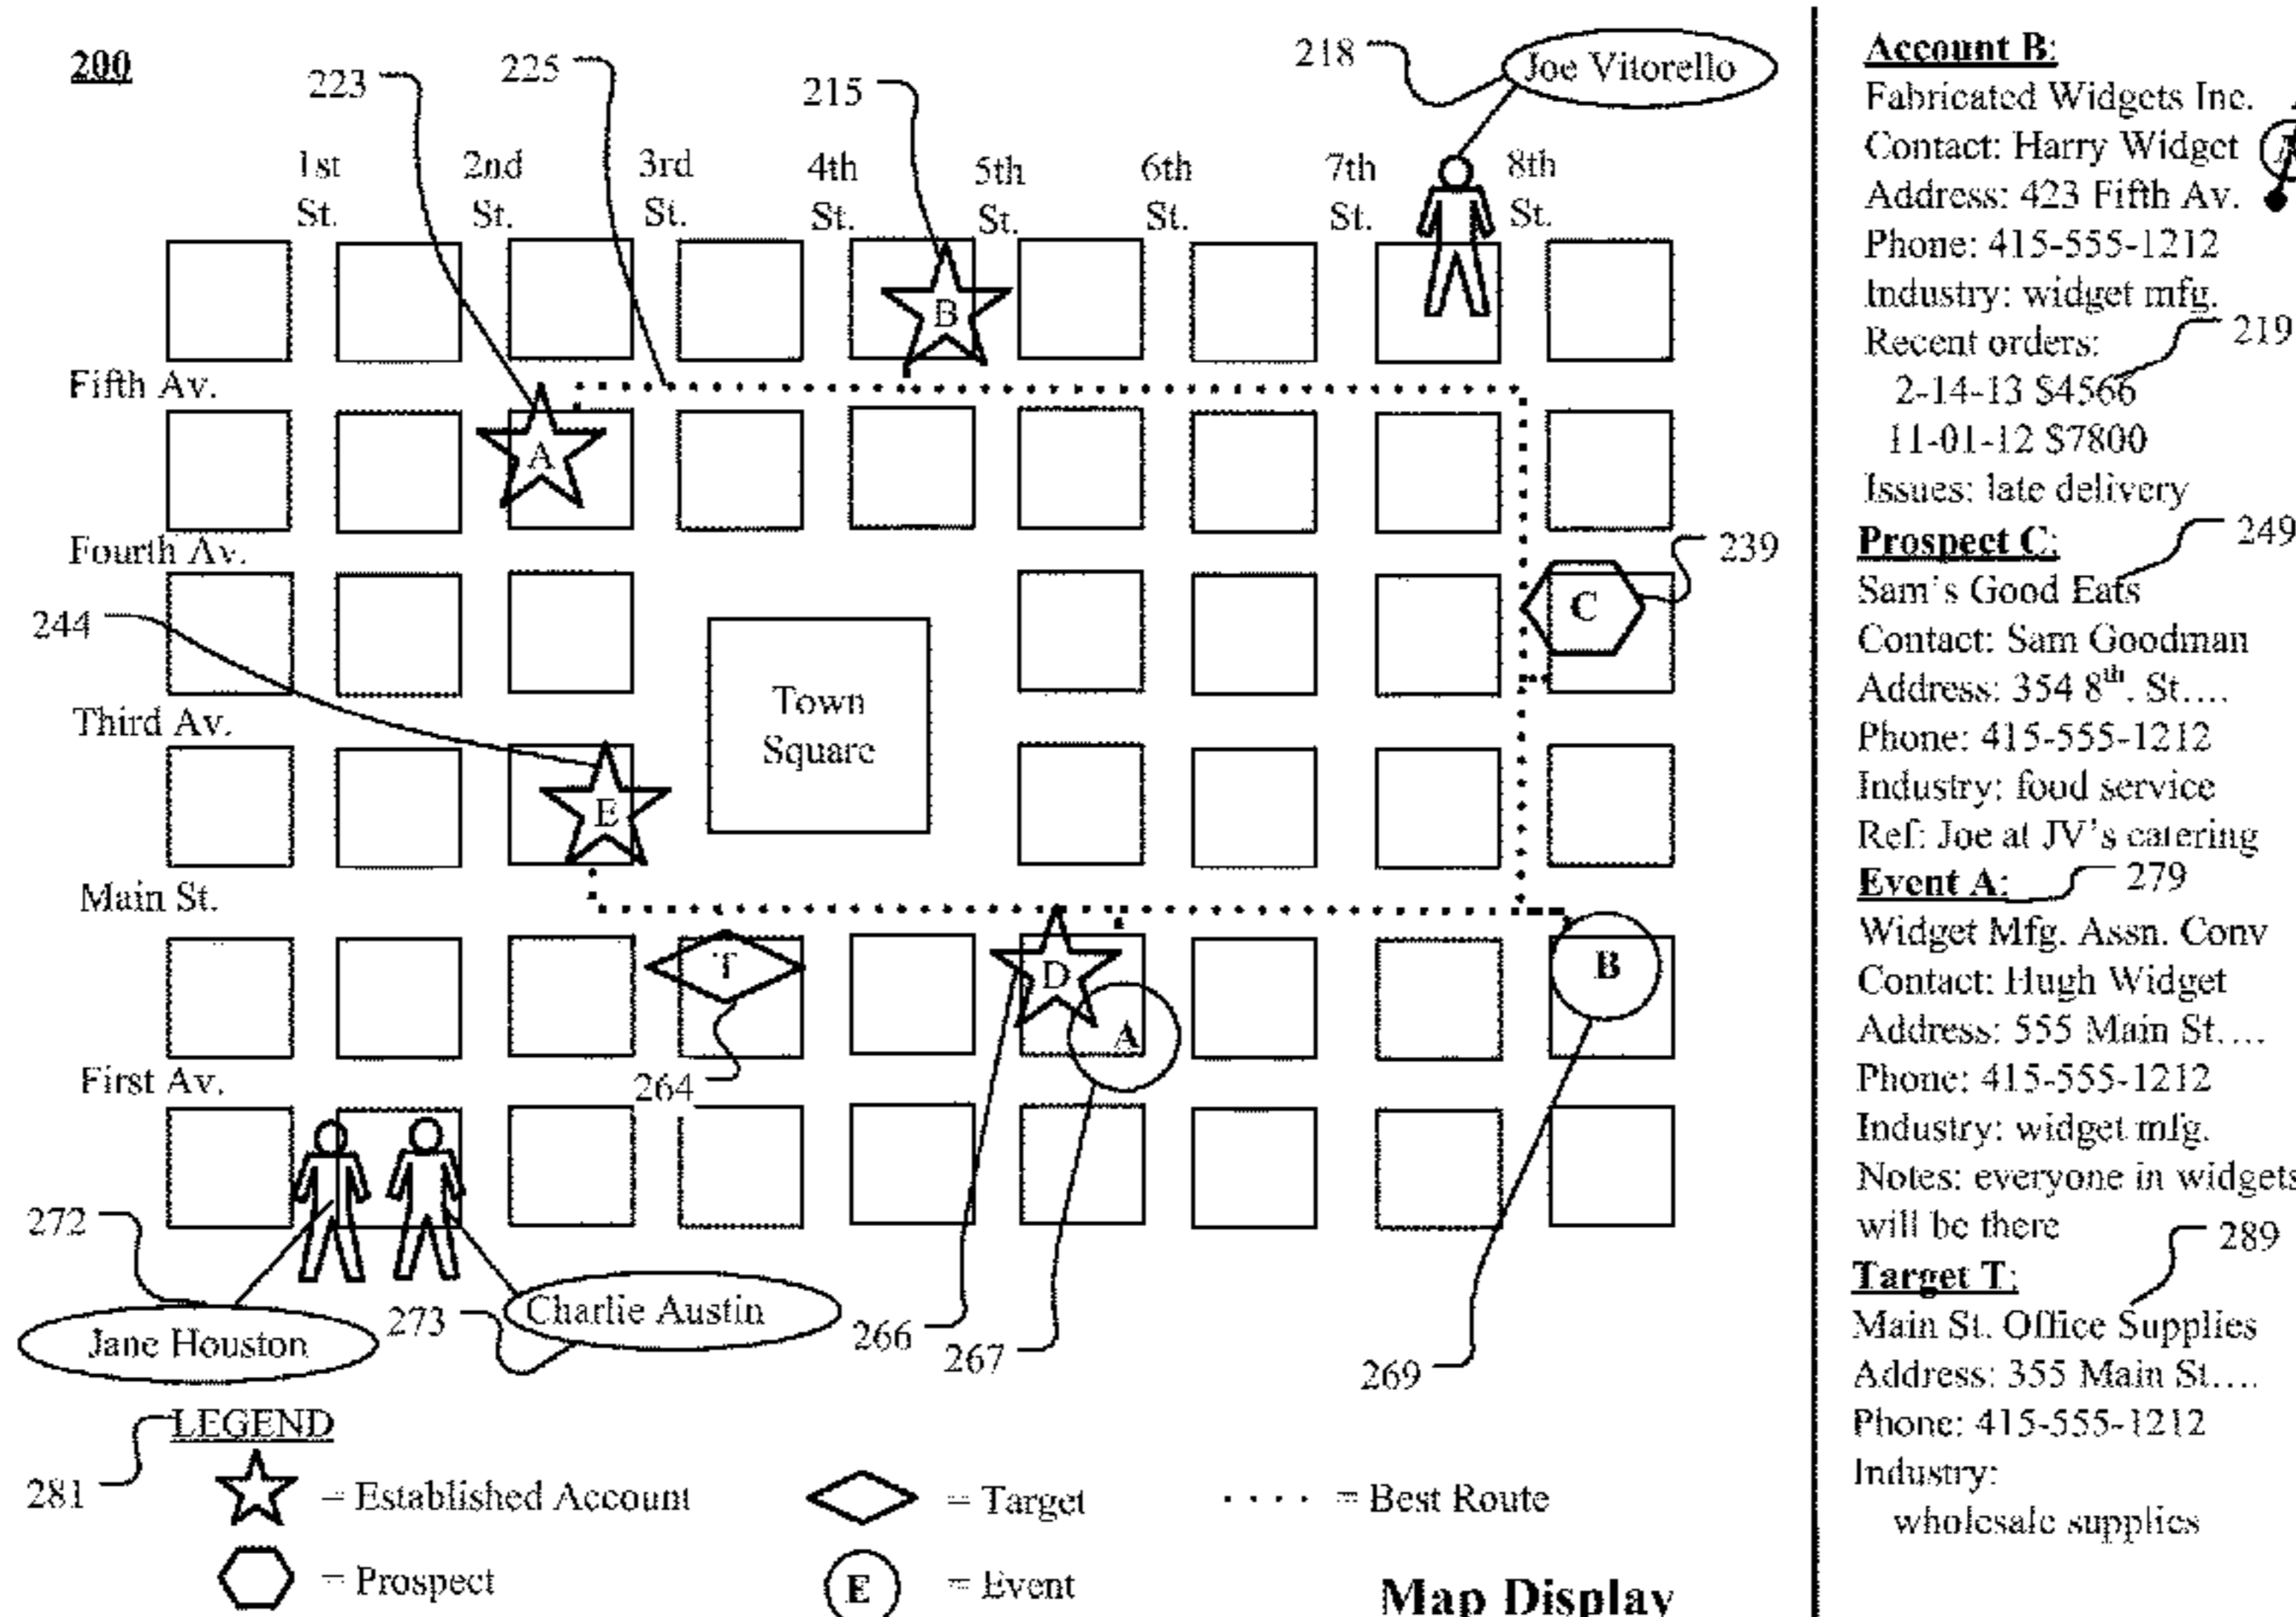 200
223
225
215
218
Joe Vitorello
1st St.
2nd St.
3rd St.
4th St.
5th St.
6th St.
7th St.
8th St.
B
Fifth Av.
A
Fourth Av.
239
244
C
Town
Square
Third Av.
E
Main St.
T
D
B
A
First Av.
264
272
273
Charlie Austin
Jane Houston
266
267
269
LEGEND
281
= Established Account
= Target
.... = Best Route
= Prospect
E
= Event
Map Display
Account B:
Fabricated Widgets Inc.
Contact: Harry Widget
Address: 423 Fifth Av.
Phone: 415-555-1212
Industry: widget mfg.
219
Recent orders:
2-14-13 $4566
11-01-12 $7800
Issues: late delivery
249
Prospect C:
Sam's Good Eats
Contact: Sam Goodman
Address: 354 8th. St....
Phone: 415-555-1212
Industry: food service
Ref: Joe at JV's catering
Event A:
279
Widget Mfg. Assn. Conv
Contact: Hugh Widget
Address: 555 Main St....
Phone: 415-555-1212
Industry: widget mfg.
Notes: everyone in widgets
will be there
289
Target T:
Main St. Office Supplies
Address: 355 Main St....
Phone: 415-555-1212
Industry:
wholesale supplies